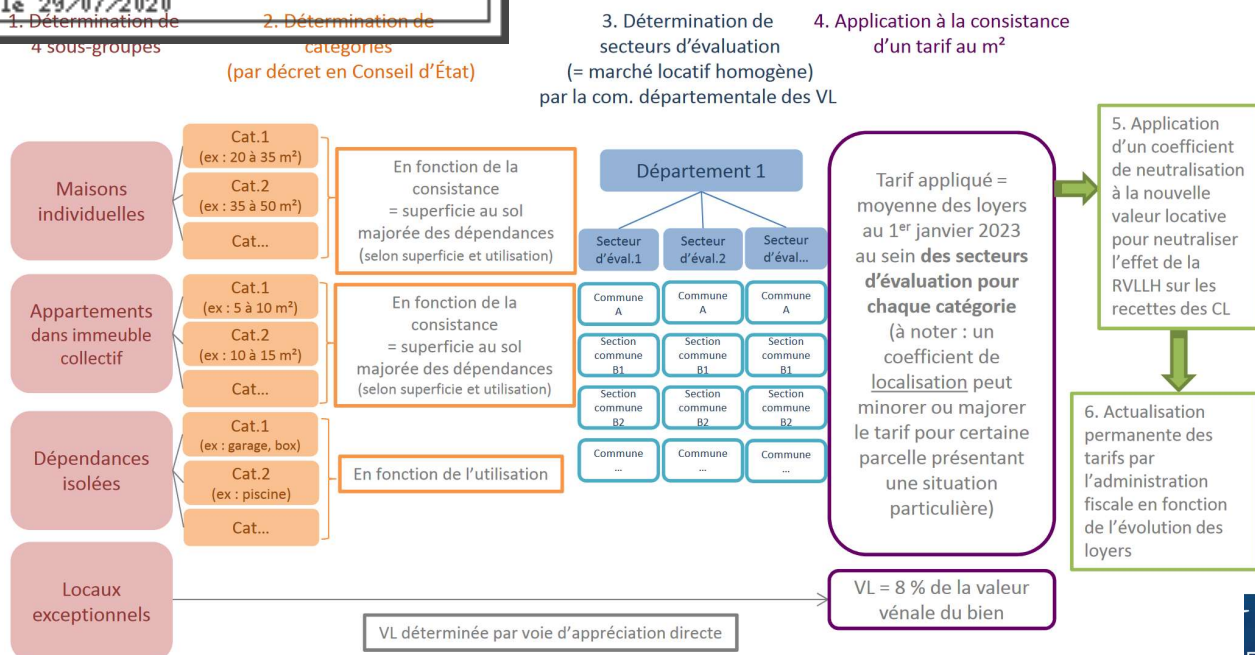 le 29/07/2020
1. Détermination de
4 sous-groupes
2. Détermination de
catégories
(par décret en Conseil d'État)
3. Détermination de
secteurs d'évaluation
(= marché locatif homogène)
par la com. départementale des VL
4. Application à la consistance
d'un tarif au m²
Maisons
individuelles
Cat.1
(ex : 20 à 35 m²)
Cat.2
(ex : 35 à 50 m²)
Cat...
En fonction de la
consistance
= superficie au sol
majorée des dépendances
(selon superficie et utilisation)
Appartements
dans immeuble
collectif
Cat.1
(ex : 5 à 10 m²)
Cat.2
(ex : 10 à 15 m²)
Cat...
En fonction de la
consistance
= superficie au sol
majorée des dépendances
(selon superficie et utilisation)
Dépendances
isolées
Cat.1
(ex : garage, box)
Cat.2
(ex : piscine)
Cat...
En fonction de l'utilisation
Locaux
exceptionnels
VL déterminée par voie d'appréciation directe
Département 1
Secteur
d'éval.1
Secteur
d'éval.2
Secteur
d'éval...
Commune
A
Commune
A
Commune
A
Section
commune
B1
Section
commune
B1
Section
commune
B1
Section
commune
B2
Section
commune
B2
Section
commune
B2
Commune
...
Commune
...
Commune
...
Tarif appliqué =
moyenne des loyers
au 1er janvier 2023
au sein des secteurs
d'évaluation pour
chaque catégorie
(à noter : un
coefficient de
localisation peut
minorer ou majorer
le tarif pour certaine
parcelle présentant
une situation
particulière)
VL = 8 % de la valeur
vénale du bien
5. Application
d'un coefficient
de neutralisation
à la nouvelle
valeur locative
pour neutraliser
l'effet de la
RVLLH sur les
recettes des CL
6. Actualisation
permanente des
tarifs par
l'administration
fiscale en fonction
de l'évolution des
loyers